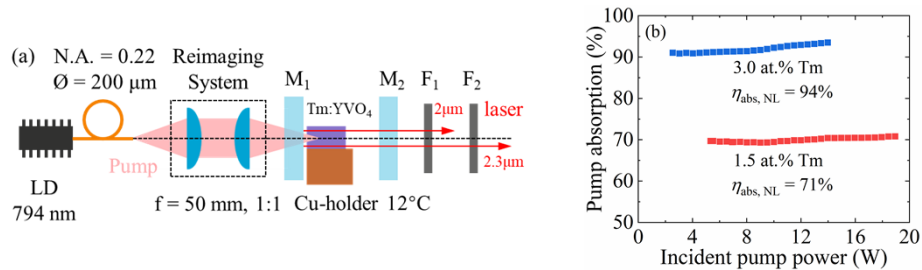 (a)
N.A. = 0.22
Ø = 200 μm
Reimaging
System
M1
M2
F1
F2
Tm:YVO4
2μm
laser
Pump
2.3μm
LD
794 nm
f = 50 mm, 1:1
Cu-holder 12°C
(b)
Pump absorption (%)
100
90
80
70
60
50
3.0 at.% Tm
ηabs, NL = 94%
1.5 at.% Tm
ηabs, NL = 71%
0 4 8 12 16 20
Incident pump power (W)